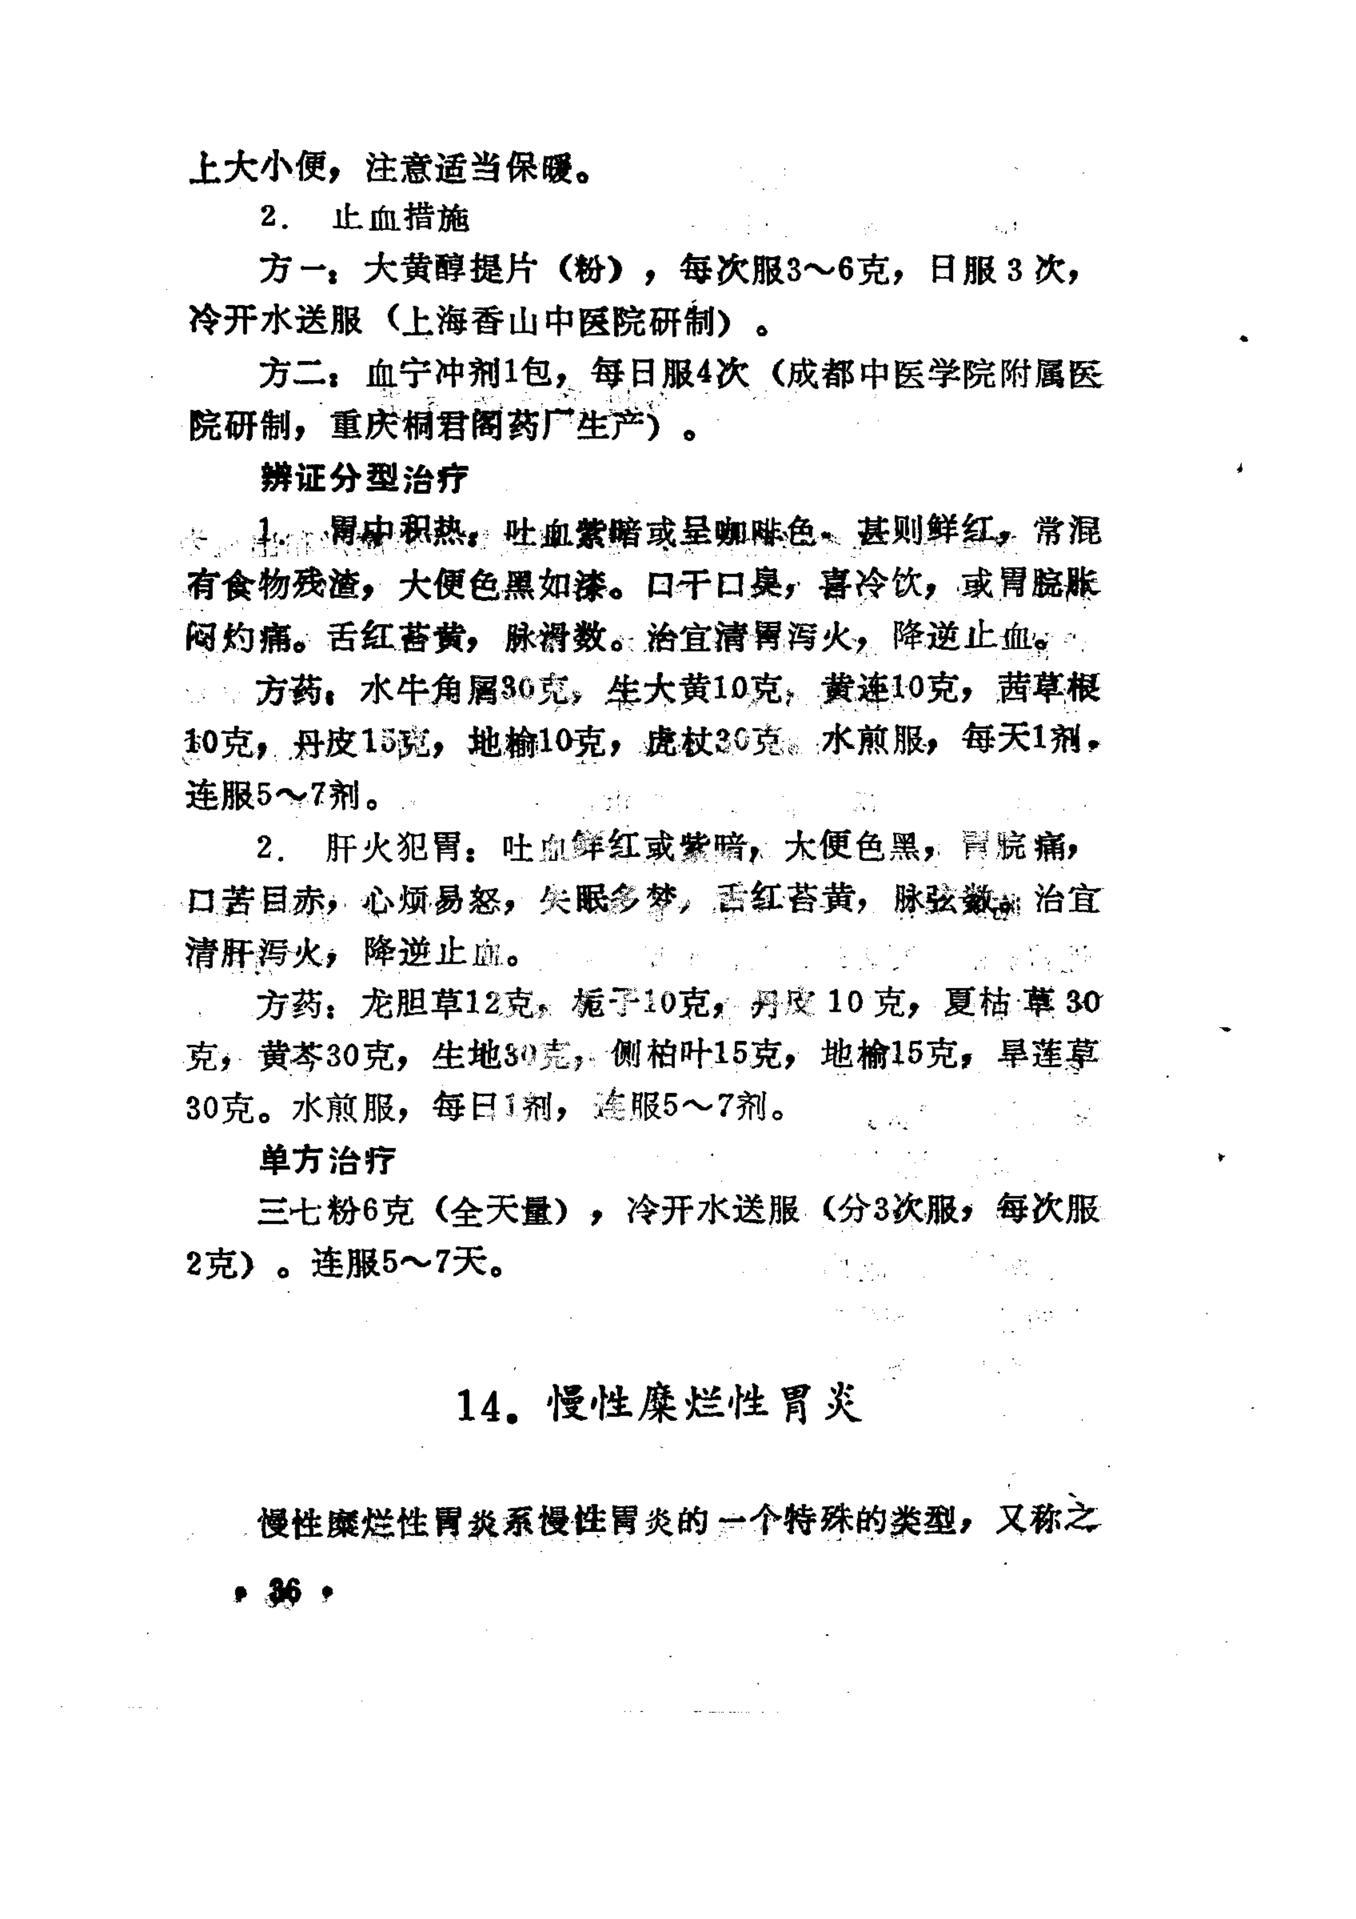 上大小便，注意适当保暖。
2． 止血措施
方一：大黄醇提片（粉），每次服3～6克，日服3次，
冷开水送服（上海香山中医院研制）。
方二：血宁冲剂1包，每日服4次（成都中医学院附属医
院研制，重庆桐君阁药厂生产）。
辨证分型治疗
1． 胃中积热：吐血紫暗或呈咖啡色，甚则鲜红，常混
有食物残渣，大便色黑如漆。口干口臭，喜冷饮，或胃脘胀
闷灼痛。舌红苔黄，脉滑数。治宜清胃泻火，降逆止血。
方药：水牛角屑30克，生大黄10克，黄连10克，茜草根
10克，丹皮15克，地榆10克，虎杖30克。水煎服，每天1剂，
连服5～7剂。
2． 肝火犯胃：吐血鲜红或紫暗，大便色黑，胃脘痛，
口苦目赤，心烦易怒，失眠多梦，舌红苔黄，脉弦数。治宜
清肝泻火，降逆止血。
方药：龙胆草12克，栀子10克，丹皮10克，夏枯草30
克，黄芩30克，生地30克，侧柏叶15克，地榆15克，旱莲草
30克。水煎服，每日1剂，连服5～7剂。
单方治疗
三七粉6克（全天量），冷开水送服（分3次服，每次服
2克）。连服5～7天。
14．慢性糜烂性胃炎
慢性糜烂性胃炎系慢性胃炎的一个特殊的类型，又称之
• 36 •